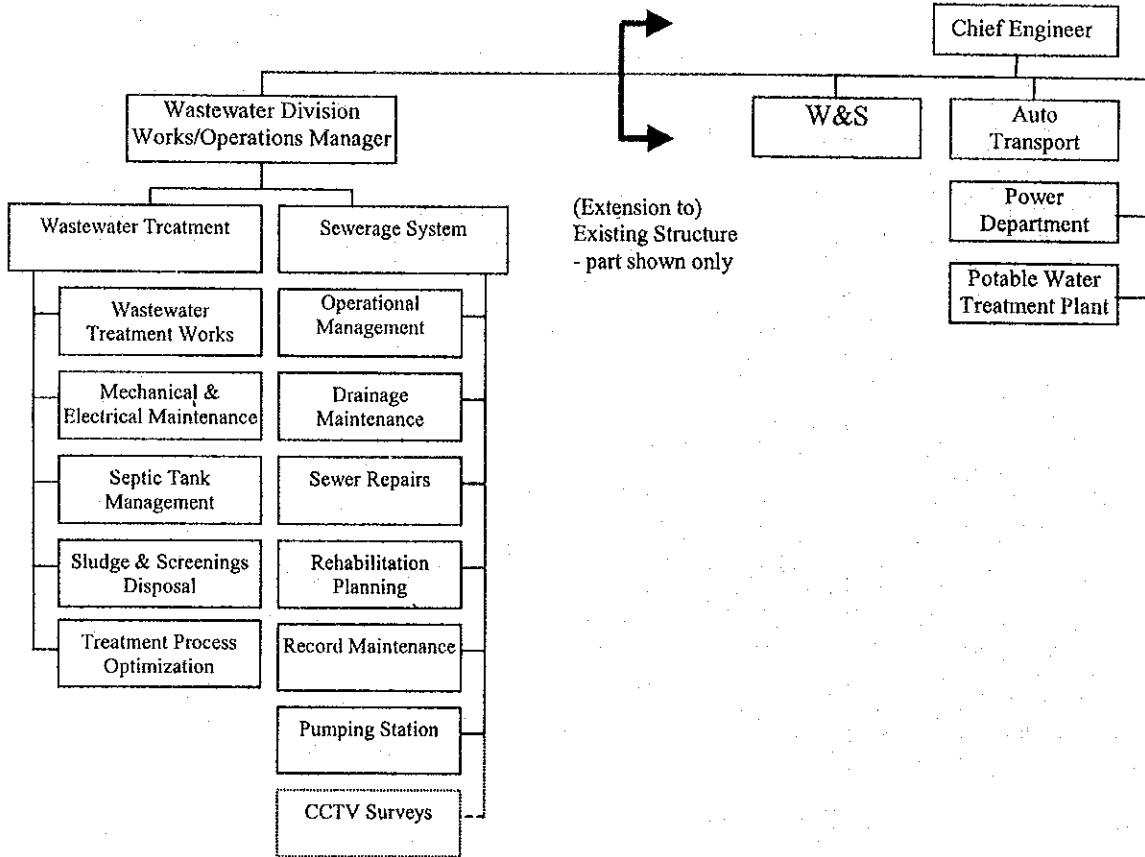 Chief Engineer
Wastewater Division
Works/Operations Manager
W&S
Auto
Transport
Power
Department
Potable Water
Treatment Plant
(Extension to)
Existing Structure
- part shown only
Wastewater Treatment
Wastewater
Treatment Works
Mechanical &
Electrical Maintenance
Septic Tank
Management
Sludge & Screenings
Disposal
Treatment Process
Optimization
Sewerage System
Operational
Management
Drainage
Maintenance
Sewer Repairs
Rehabilitation
Planning
Record Maintenance
Pumping Station
CCTV Surveys